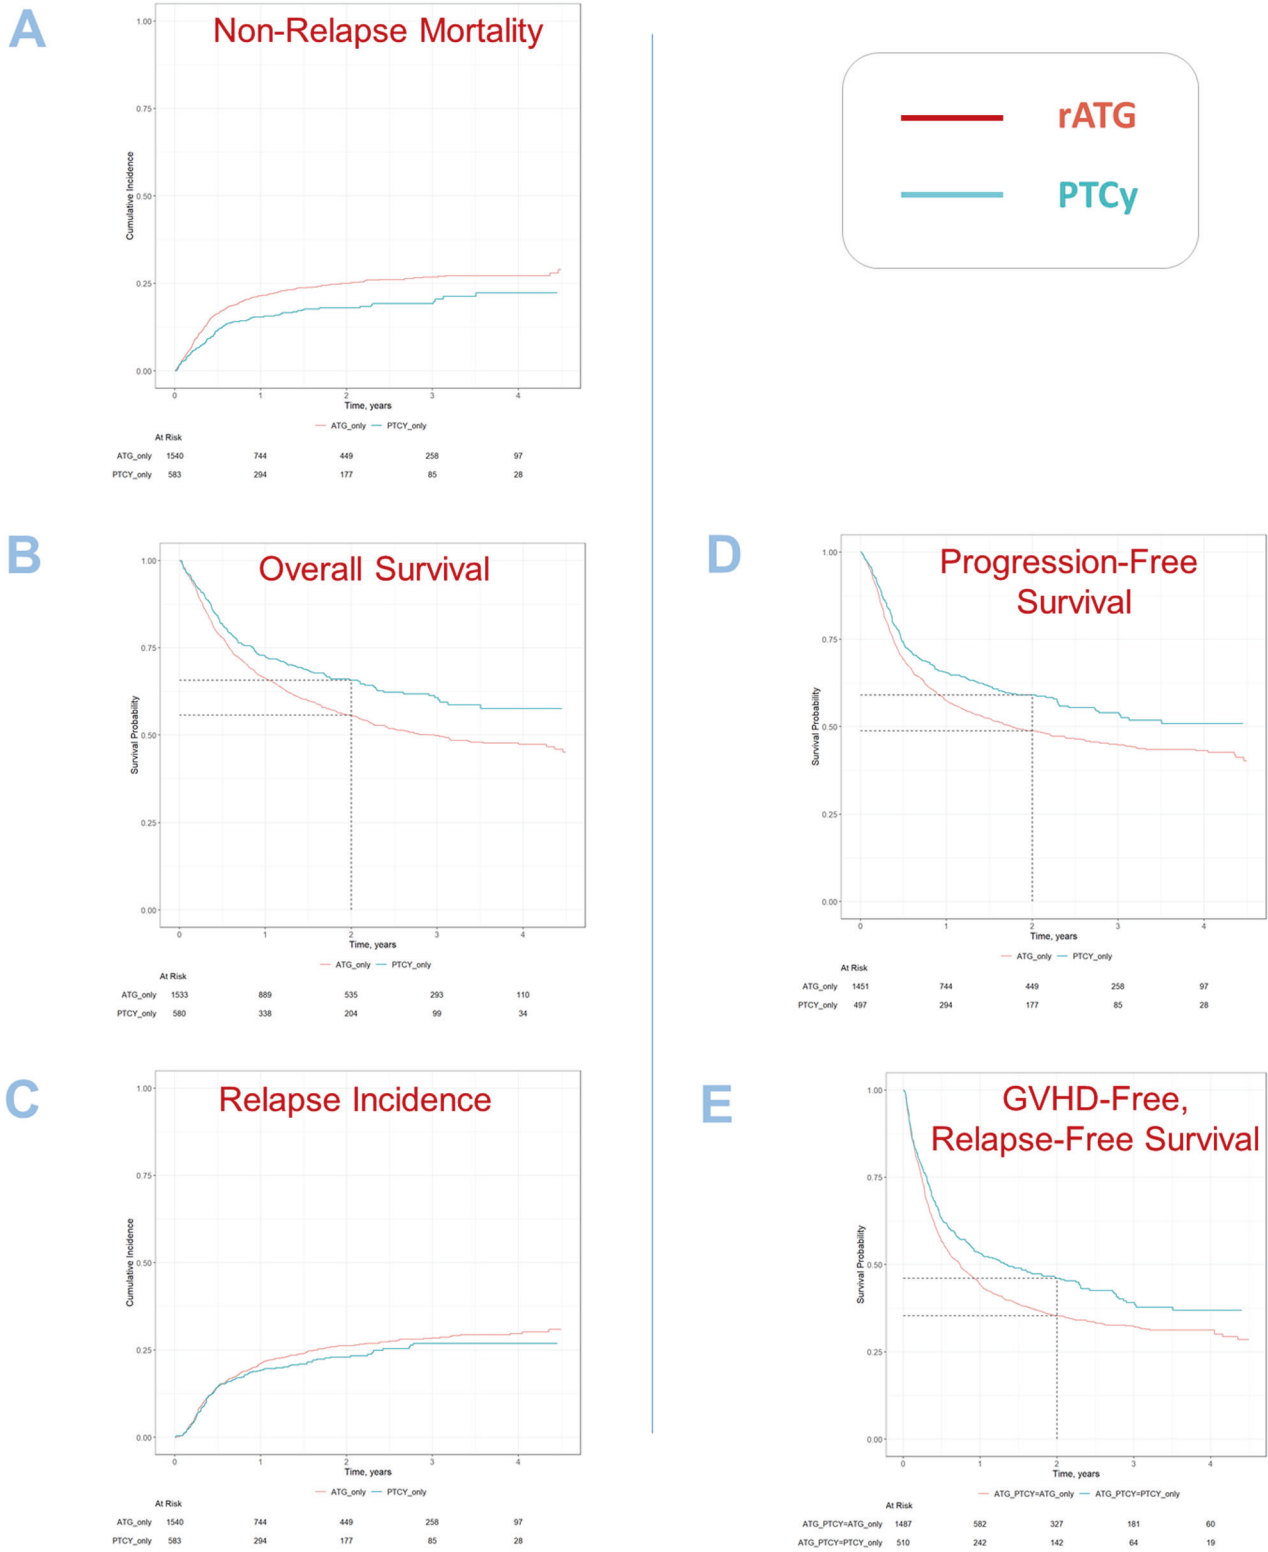 A
Non-Relapse Mortality
1.00
0.75
0.50
0.25
0.00
Cumulative Incidence
0 1 2 3 4
Time, years
ATG_only PTCY_only
At Risk
ATG_only 1540 744 449 258 97
PTCY_only 583 294 177 85 28
rATG
PTCy
B
Overall Survival
1.00
0.75
0.50
0.25
0.00
Survival Probability
0 1 2 3 4
Time, years
ATG_only PTCY_only
At Risk
ATG_only 1533 889 535 293 110
PTCY_only 580 338 204 99 34
D
Progression-Free
Survival
1.00
0.75
0.50
0.25
0.00
Survival Probability
0 1 2 3 4
Time, years
ATG_only PTCY_only
At Risk
ATG_only 1451 744 449 258 97
PTCY_only 497 294 177 85 28
C
Relapse Incidence
1.00
0.75
0.50
0.25
0.00
Cumulative Incidence
0 1 2 3 4
Time, years
ATG_only PTCY_only
At Risk
ATG_only 1540 744 449 258 97
PTCY_only 583 294 177 85 28
E
GVHD-Free,
Relapse-Free Survival
1.00
0.75
0.50
0.25
0.00
Survival Probability
0 1 2 3 4
Time, years
ATG_PTCY=ATG_only ATG_PTCY=PTCY_only
At Risk
ATG_PTCY=ATG_only 1487 582 327 181 60
ATG_PTCY=PTCY_only 510 242 142 64 19